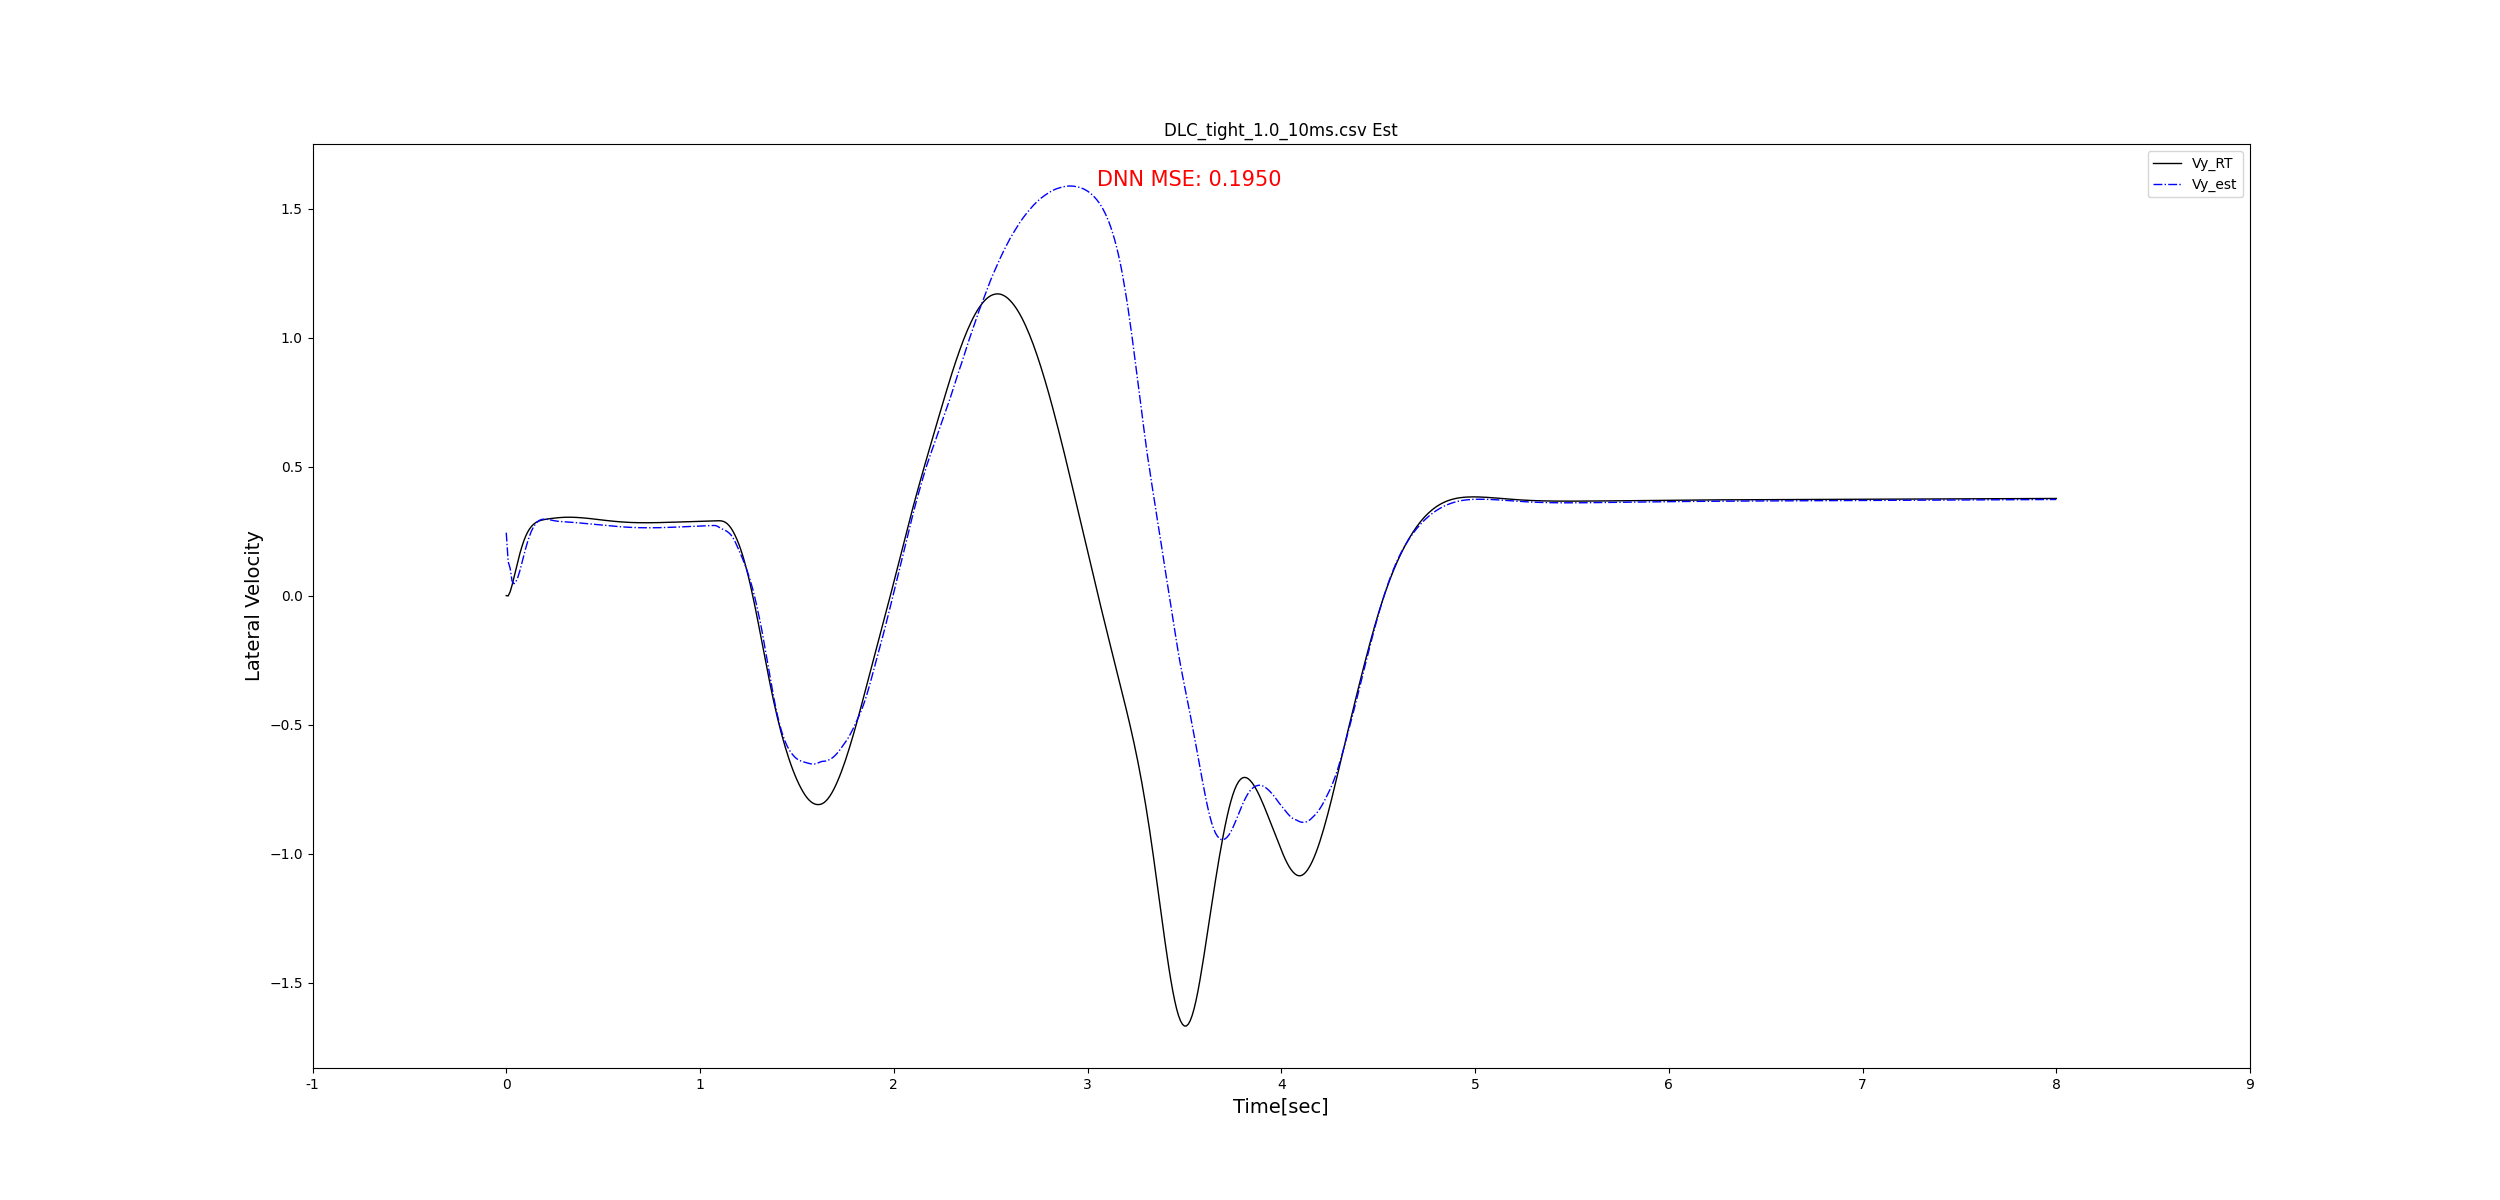 DLC_tight_1.0_10ms.csv Est
DNN MSE: 0.1950
Vy_RT
Vy_est
Lateral Velocity
1.5
1.0
0.5
0.0
−0.5
−1.0
−1.5
-1 0 1 2 3 4 5 6 7 8 9
Time[sec]